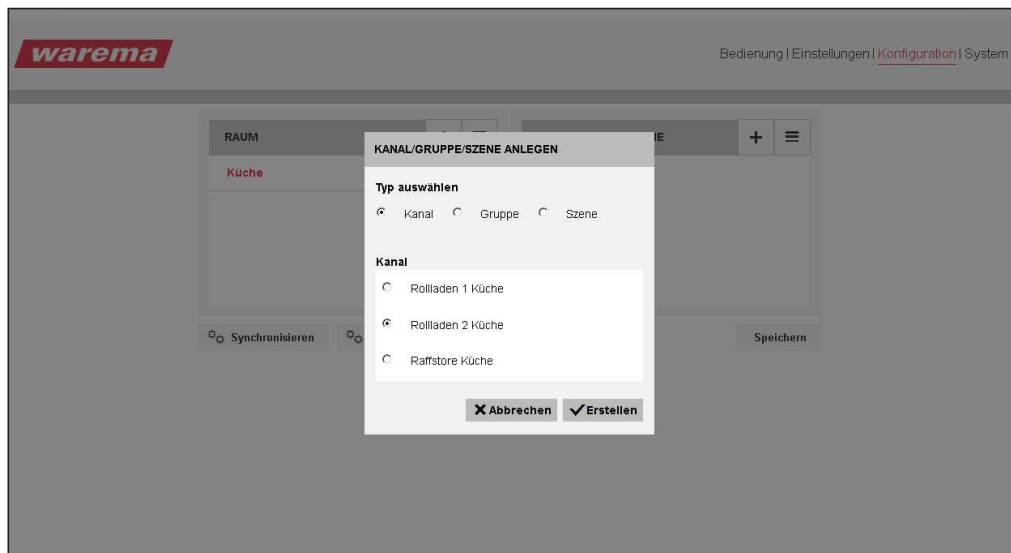 warema
Bedienung | Einstellungen | Konfiguration | System
RAUM
NE
Küche
KANAL/GRUPPE/SZENE ANLEGEN
Typ auswählen
Kanal Gruppe Szene
Kanal
Rollladen 1 Küche
Rollladen 2 Küche
Raffstore Küche
Abbrechen Erstellen
Synchronisieren
Speichern